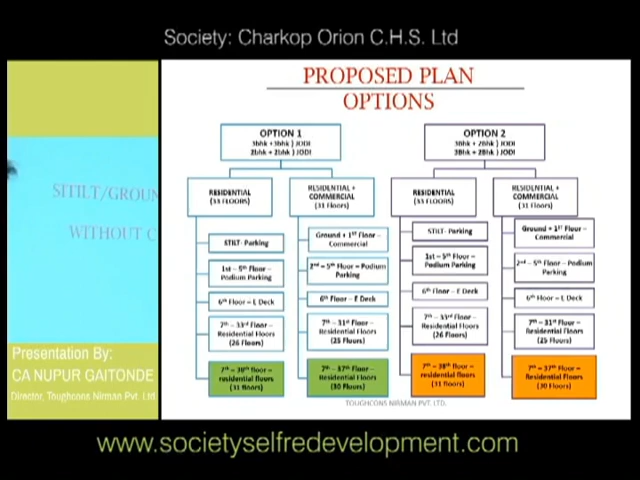 Society: Charkop Orion C.H.S. Ltd
PROPOSED PLAN
OPTIONS
OPTION 1
3bhk +3bhk ) JODI
2bhk + 2bhk ) JODI
RESIDENTIAL
(33 FLOORS)
STILT- Parking
1st – 5th Floor –
Podium Parking
6th Floor – E Deck
7th – 33rd Floor –
Residential Floors
(26 Floors)
7th – 38th floor –
residential floors
(31 floors)
RESIDENTIAL +
COMMERCIAL
(31 Floors)
Ground + 1st Floor –
Commercial
2nd – 5th Floor – Podium
Parking
6th Floor – E Deck
7th – 31st Floor –
Residential Floors
(25 Floors)
7th – 37th Floor –
Residential Floors
(30 Floors)
OPTION 2
3Bhk + 2Bhk ) JODI
3Bhk + 2Bhk ) JODI
RESIDENTIAL
(33 FLOORS)
STILT- Parking
1st – 5th Floor –
Podium Parking
6th Floor – E Deck
7th – 33rd Floor –
Residential Floors
(26 Floors)
7th – 38th floor –
residential floors
(31 floors)
RESIDENTIAL +
COMMERCIAL
(31 Floors)
Ground + 1st Floor –
Commercial
2nd – 5th Floor – Podium
Parking
6th Floor – E Deck
7th – 31st Floor –
Residential Floors
(25 Floors)
7th – 37th Floor –
Residential Floors
(30 Floors)
TOUGHCONS NIRMAN PVT. LTD.
WITHOUT C
Presentation By:
CA NUPUR GAITONDE
Director, Toughcons Nirman Pvt. Ltd
www.societyselfredevelopment.com